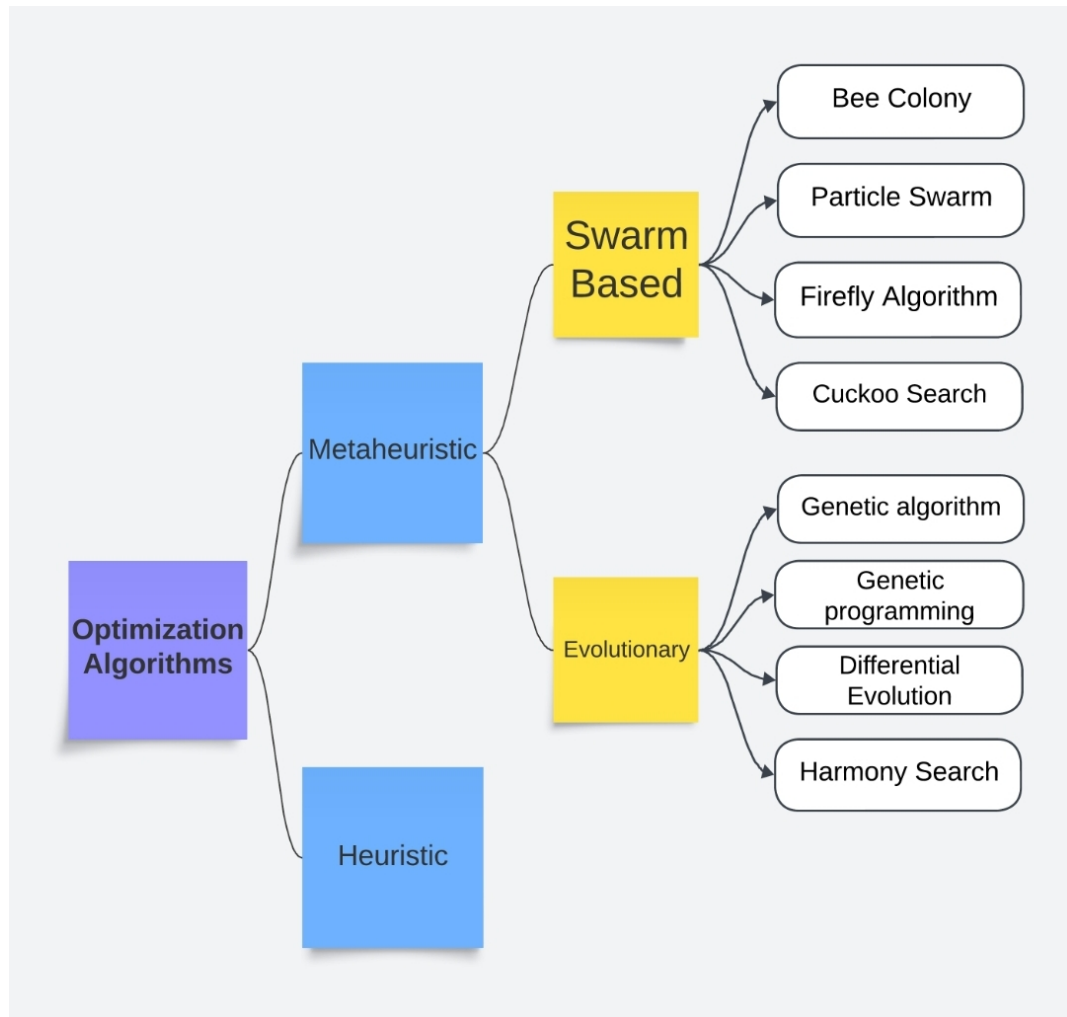 Optimization
Algorithms
Metaheuristic
Heuristic
Swarm
Based
Evolutionary
Bee Colony
Particle Swarm
Firefly Algorithm
Cuckoo Search
Genetic algorithm
Genetic
programming
Differential
Evolution
Harmony Search